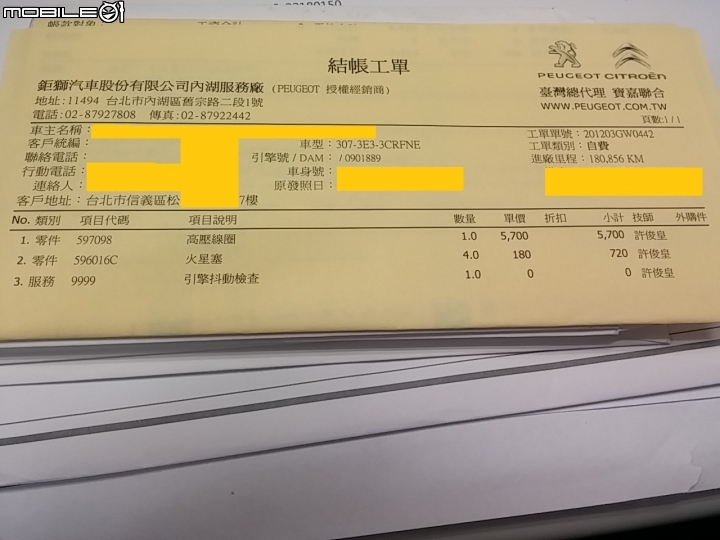 MOBILE01
結帳工單
鉅獅汽車股份有限公司內湖服務廠 (PEUGEOT 授權經銷商)
地址:11494 台北市內湖區舊宗路二段1號
電話:02-87927808 傳真:02-87922442
PEUGEOT CITROËN
臺灣總代理 寶嘉聯合
WWW.PEUGEOT.COM.TW
頁數:1/1
車主名稱:
客戶統編:
聯絡電話:
行動電話:
連絡人:
客戶地址: 台北市信義區松 7樓
車型: 307-3E3-3CRFNE
引擎號 / DAM: / 0901889
車身號:
原發照日:
工單單號: 201203GW0442
工單類別: 自費
進廠里程: 180,856 KM
No. 類別 項目代碼 項目說明 數量 單價 折扣 小計 技師 外購件
1. 零件 597098 高壓線圈 1.0 5,700 5,700 許俊皇
2. 零件 596016C 火星塞 4.0 180 720 許俊皇
3. 服務 9999 引擎抖動檢查 1.0 0 0 許俊皇